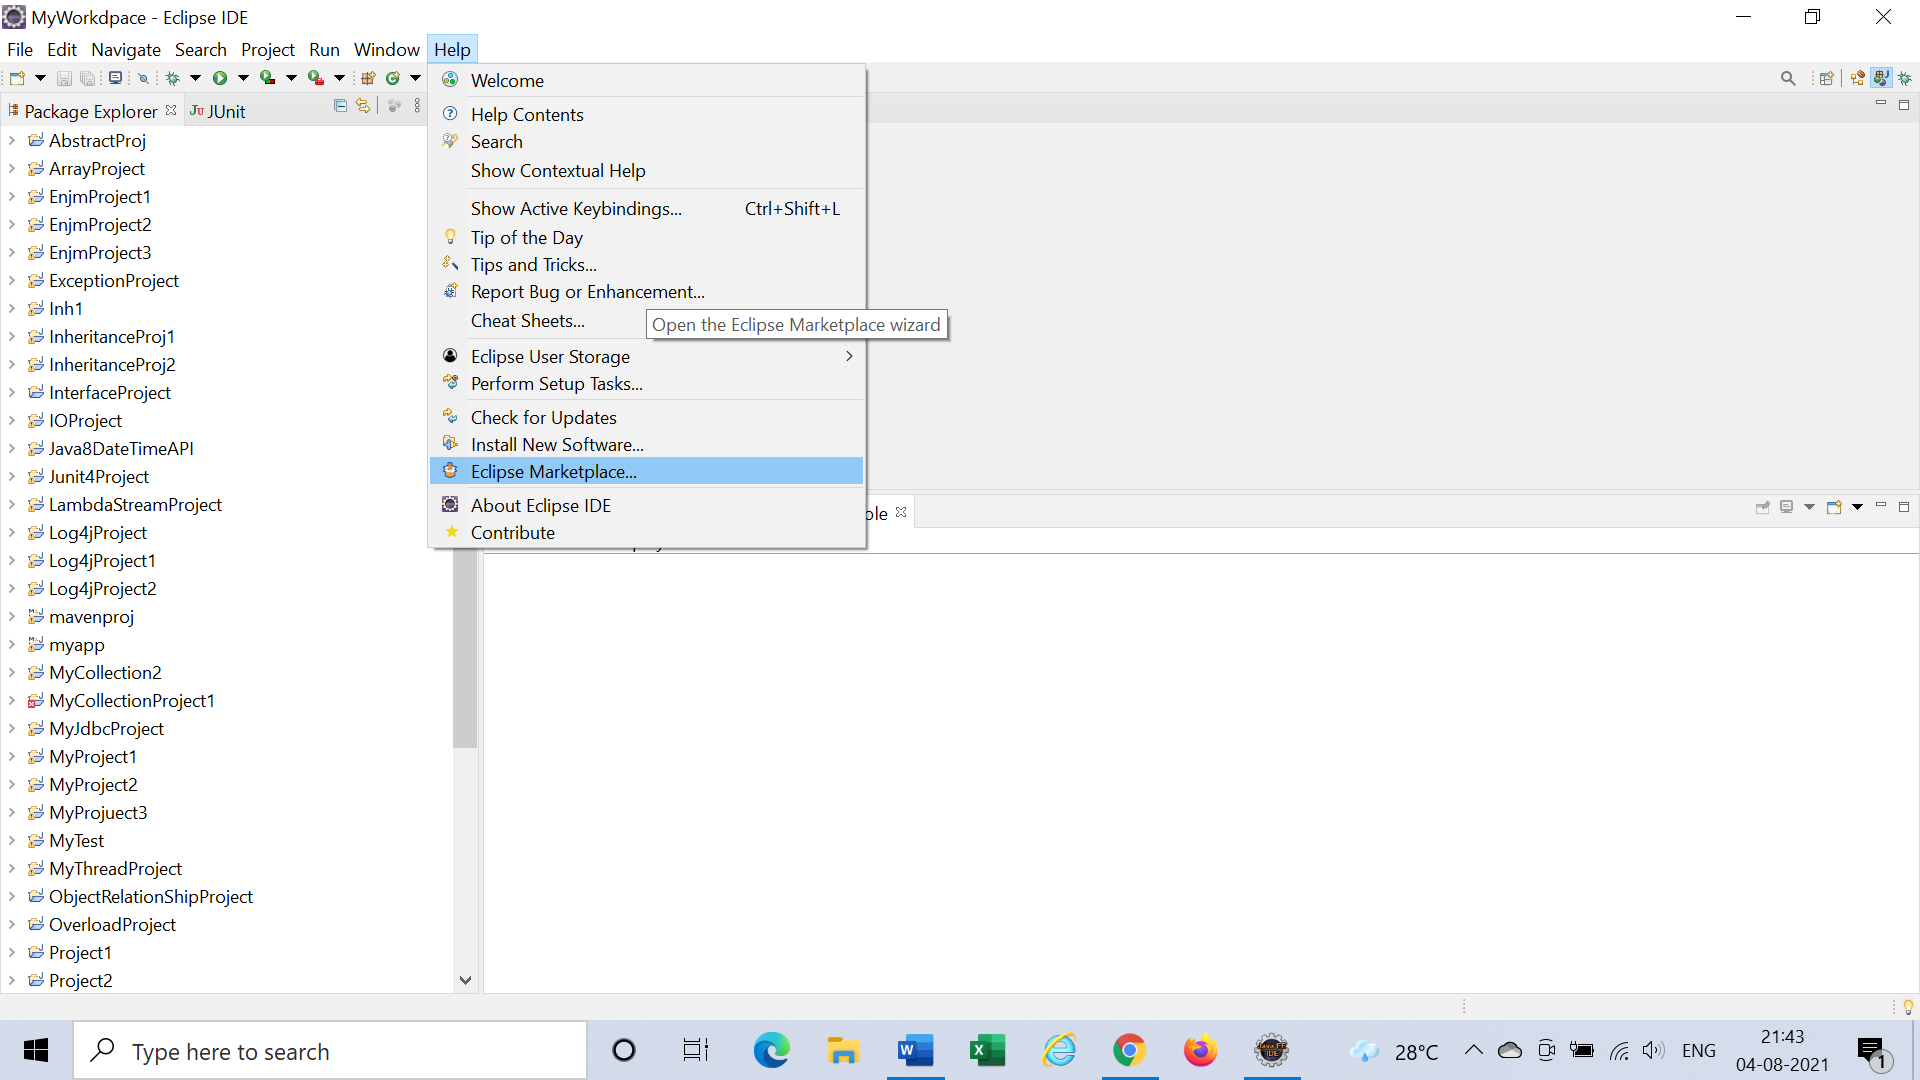 MyWorkdpace - Eclipse IDE
File Edit Navigate Search Project Run Window Help
Package Explorer
JUnit
AbstractProj
ArrayProject
EnjmProject1
EnjmProject2
EnjmProject3
ExceptionProject
Inh1
InheritanceProj1
InheritanceProj2
InterfaceProject
IOProject
Java8DateTimeAPI
Junit4Project
LambdaStreamProject
Log4jProject
Log4jProject1
Log4jProject2
mavenproj
myapp
MyCollection2
MyCollectionProject1
MyJdbcProject
MyProject1
MyProject2
MyProjuect3
MyTest
MyThreadProject
ObjectRelationShipProject
OverloadProject
Project1
Project2
Welcome
Help Contents
Search
Show Contextual Help
Show Active Keybindings... Ctrl+Shift+L
Tip of the Day
Tips and Tricks...
Report Bug or Enhancement...
Cheat Sheets...
Open the Eclipse Marketplace wizard
Eclipse User Storage
Perform Setup Tasks...
Check for Updates
Install New Software...
Eclipse Marketplace...
About Eclipse IDE
Contribute
ole
Type here to search
28°C
ENG
21:43
04-08-2021
1